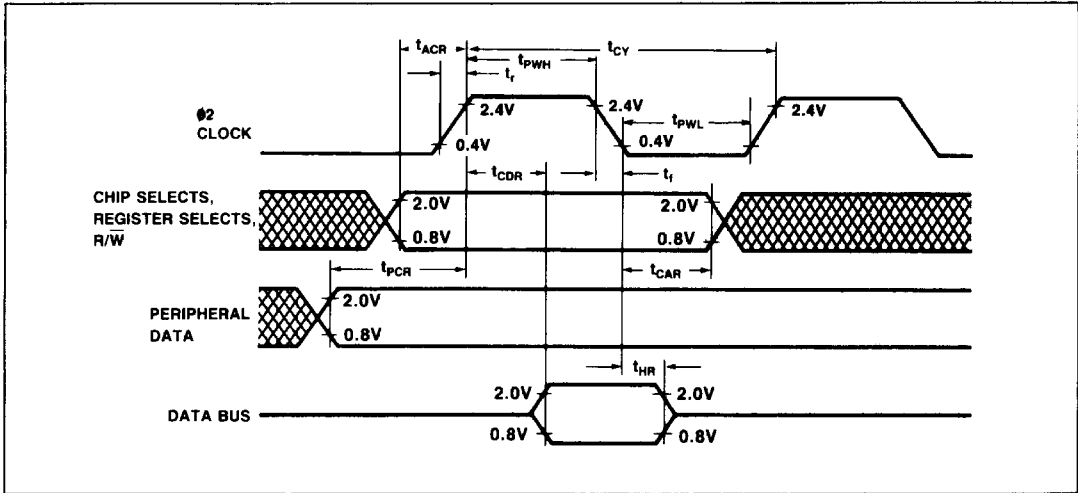 tACR
tCY
tPWH
tr
ø2
CLOCK
2.4V
2.4V
tPWL
2.4V
0.4V
0.4V
tCDR
tf
CHIP SELECTS,
REGISTER SELECTS,
R/W̅
2.0V
2.0V
0.8V
0.8V
tPCR
tCAR
PERIPHERAL
DATA
2.0V
0.8V
tHR
DATA BUS
2.0V
2.0V
0.8V
0.8V